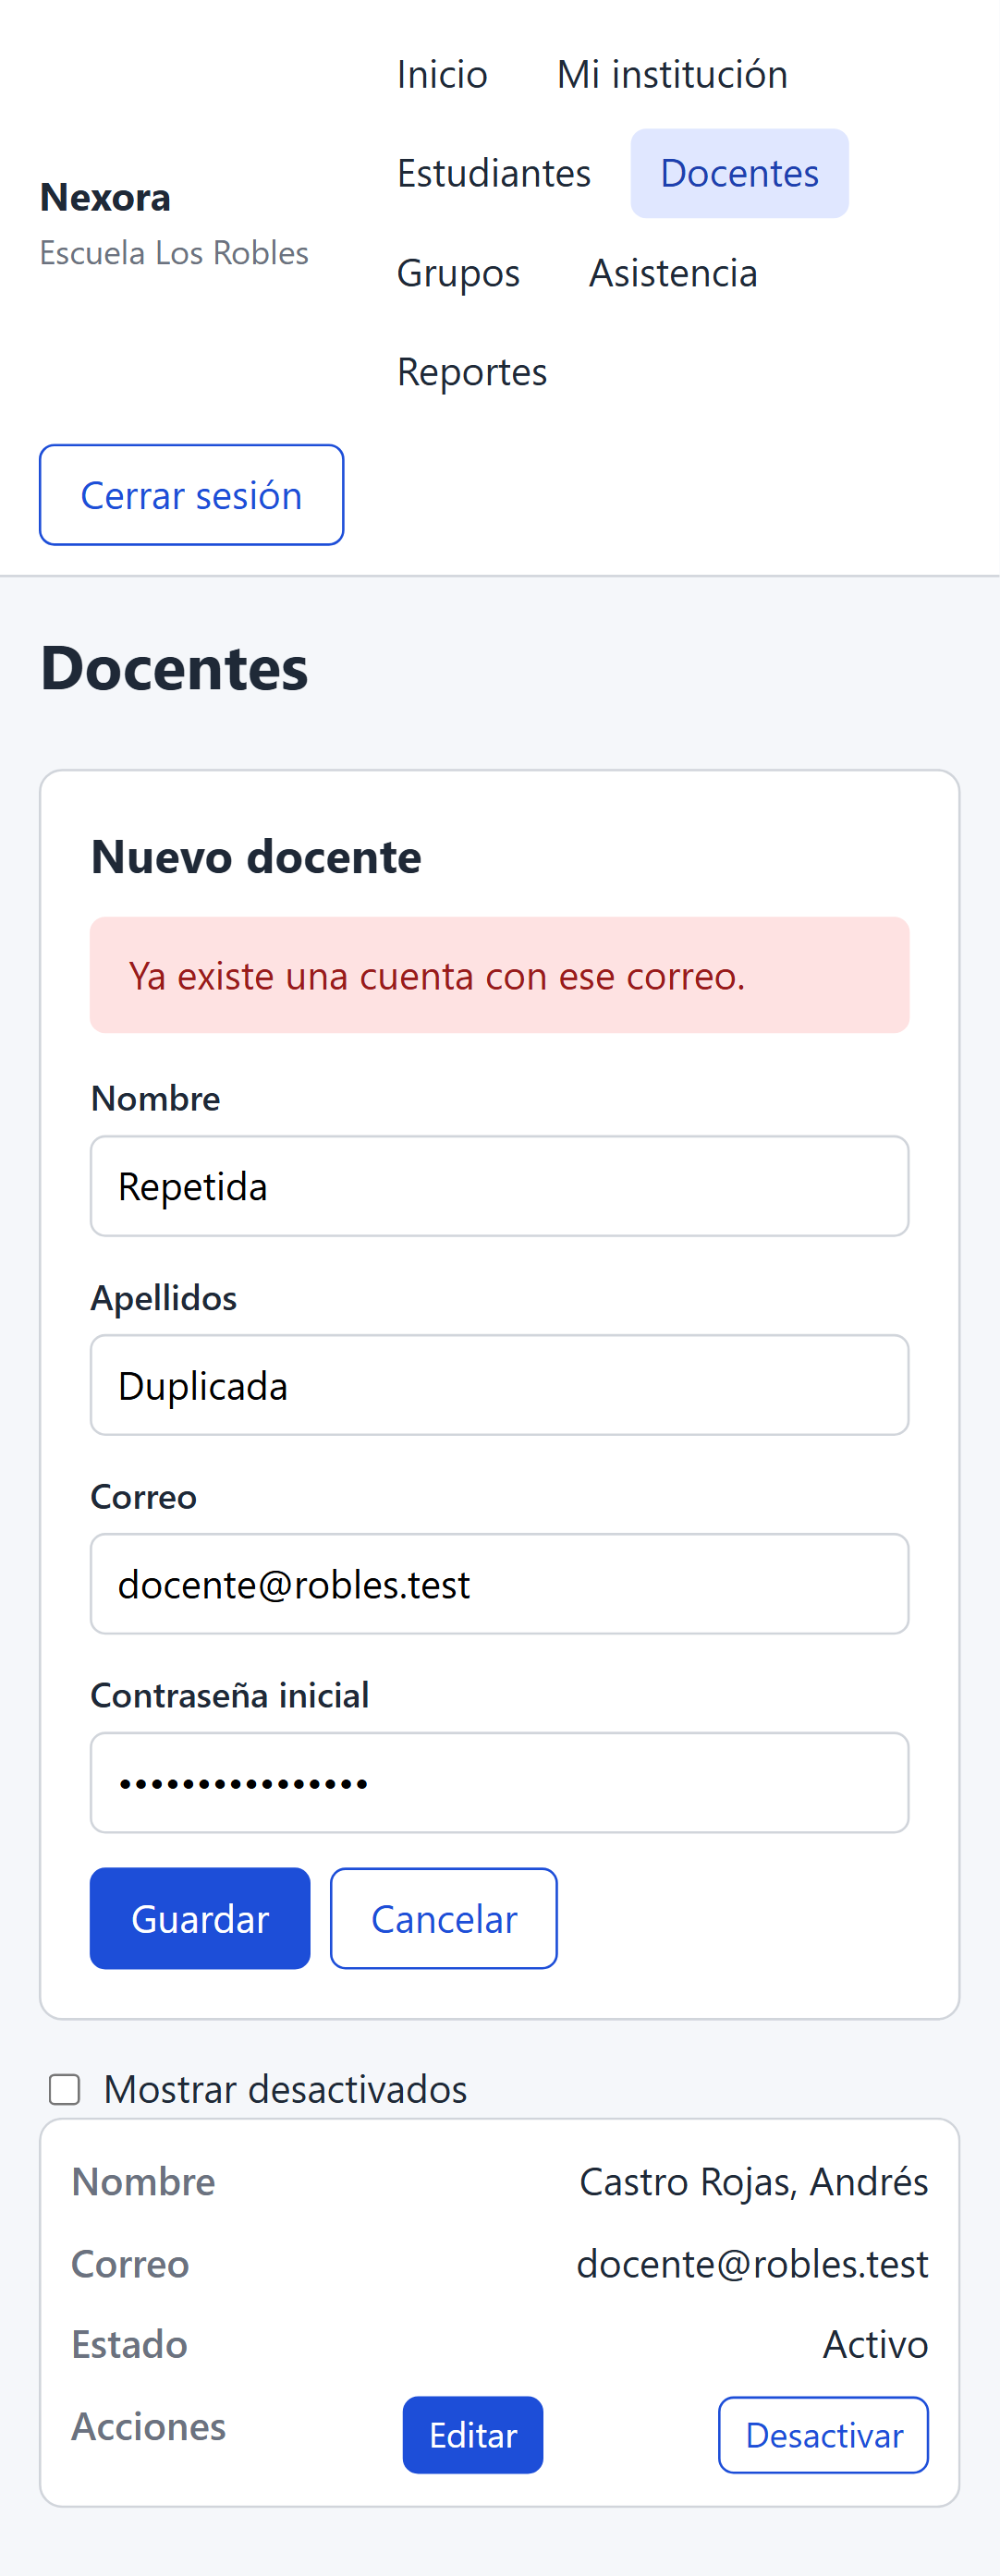 Nexora
Escuela Los Robles
Inicio Mi institución
Estudiantes Docentes
Grupos Asistencia
Reportes
Cerrar sesión
Docentes
Nuevo docente
Ya existe una cuenta con ese correo.
Nombre
Repetida
Apellidos
Duplicada
Correo
docente@robles.test
Contraseña inicial
••••••••••••••••
Guardar Cancelar
Mostrar desactivados
Nombre Castro Rojas, Andrés
Correo docente@robles.test
Estado Activo
Acciones Editar Desactivar